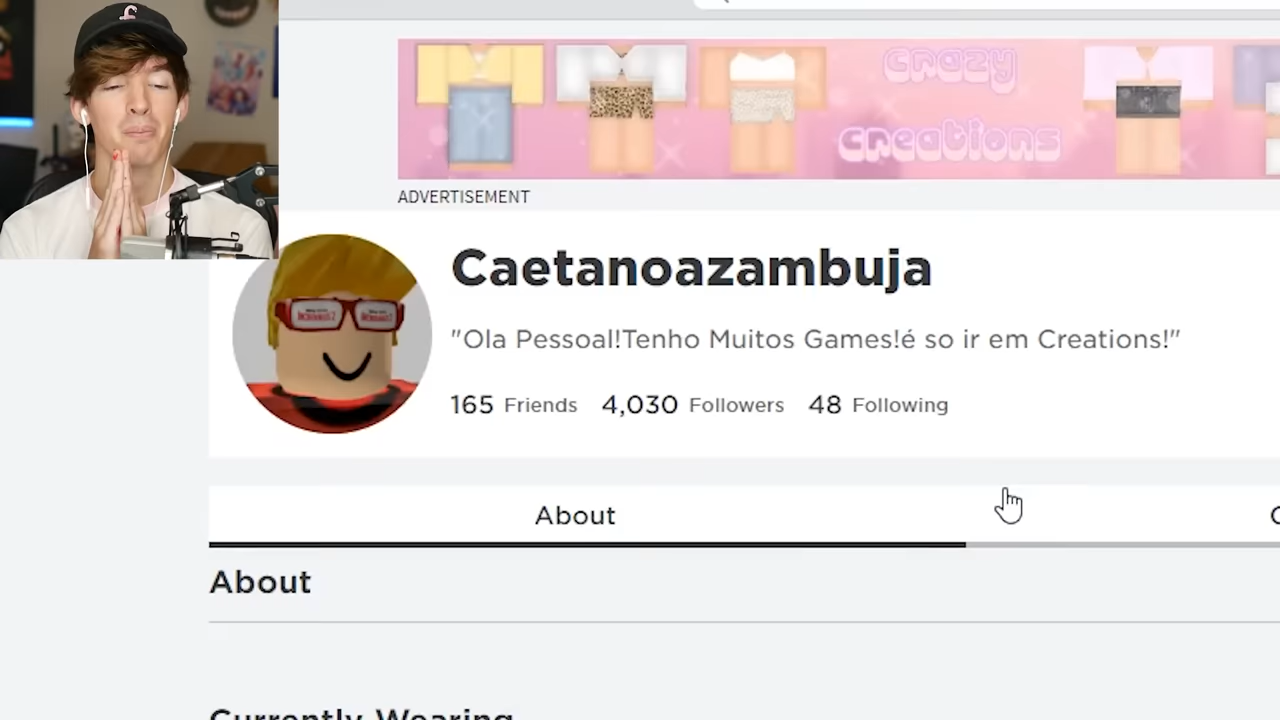 crazy
creations
ADVERTISEMENT
Caetanoazambuja
"Ola Pessoal!Tenho Muitos Games!é so ir em Creations!"
165 Friends 4,030 Followers 48 Following
About
About
Currently Wearing